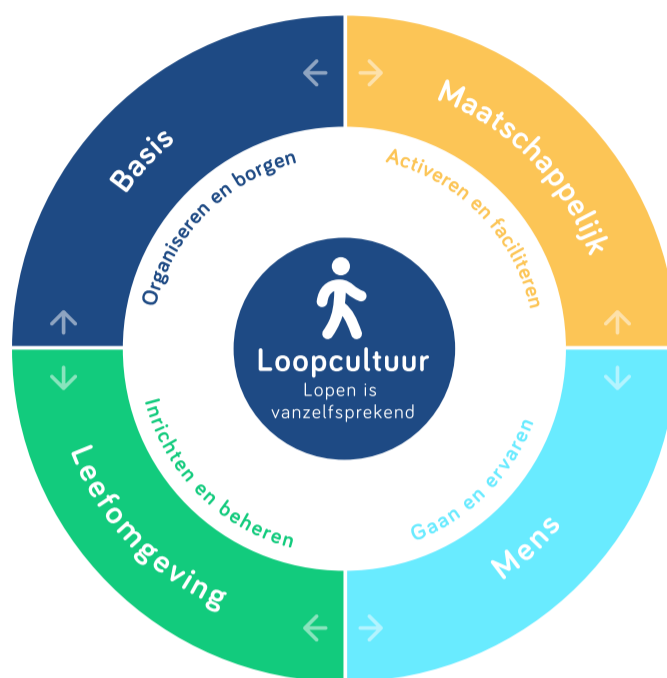 Basis
Organiseren en borgen
Maatschappelijk
Activeren en faciliteren
Loopcultuur
Lopen is
vanzelfsprekend
Leefomgeving
Inrichten en beheren
Mens
Gaan en ervaren